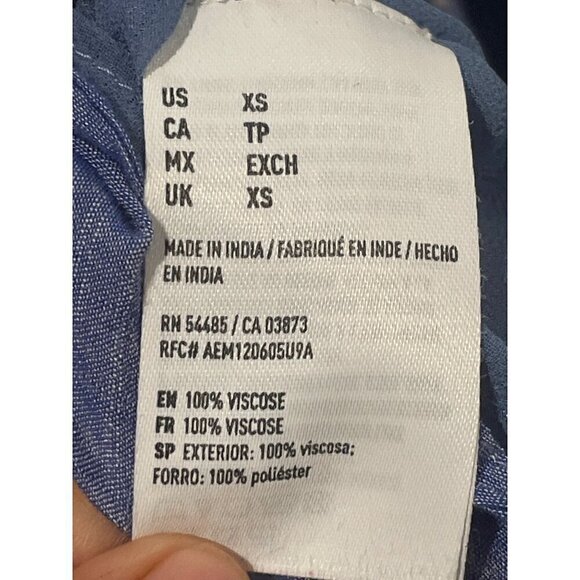 US XS
CA TP
MX EXCH
UK XS
MADE IN INDIA / FABRIQUÉ EN INDE / HECHO
EN INDIA
RN 54485 / CA 03873
RFC# AEM120605U9A
EN 100% VISCOSE
FR 100% VISCOSE
SP EXTERIOR: 100% viscosa;
FORRO: 100% poliéster